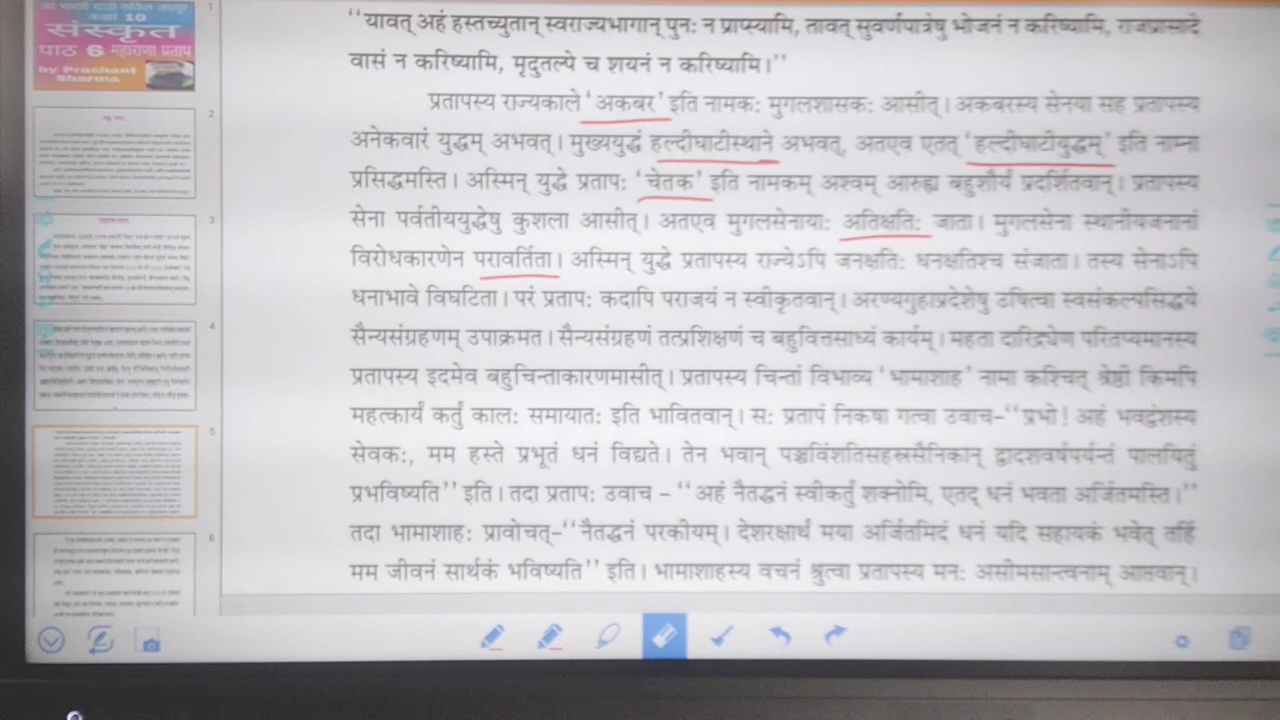 कक्षा 10
संस्कृत
पाठ 6 महाराणा प्रताप
by Prashant
Sharma
1
2
3
4
5
6
“यावत् अहं हस्तच्युतान् स्वराज्यभागान् पुनः न प्राप्स्यामि, तावत् सुवर्णपात्रेषु भोजनं न करिष्यामि, राजप्रासादे
वासं न करिष्यामि, मृदुतल्पे च शयनं न करिष्यामि।”
प्रतापस्य राज्यकाले ‘अकबर’ इति नामकः मुगलशासकः आसीत्। अकबरस्य सेनया सह प्रतापस्य
अनेकवारं युद्धम् अभवत्। मुख्ययुद्धं हल्दीघाटीस्थाने अभवत्, अतएव एतत् ‘हल्दीघाटीयुद्धम्’ इति नाम्ना
प्रसिद्धमस्ति। अस्मिन् युद्धे प्रतापः ‘चेतक’ इति नामकम् अश्वम् आरुह्य बहुशौर्यं प्रदर्शितवान्। प्रतापस्य
सेना पर्वतीययुद्धेषु कुशला आसीत्। अतएव मुगलसेनायाः अतिक्षतिः जाता। मुगलसेना स्थानीयजनानां
विरोधकारणेन परावर्तिता। अस्मिन् युद्धे प्रतापस्य राज्येऽपि जनक्षतिः धनक्षतिश्च संजाता। तस्य सेनाऽपि
धनाभावे विघटिता। परं प्रतापः कदापि पराजयं न स्वीकृतवान्। अरण्यगुहाप्रदेशेषु उषित्वा स्वसंकल्पसिद्धये
सैन्यसंग्रहणम् उपाक्रमत। सैन्यसंग्रहणं तत्प्रशिक्षणं च बहुवित्तसाध्यं कार्यम्। महता दारिद्र्येण परितप्यमानस्य
प्रतापस्य इदमेव बहुचिन्ताकारणमासीत्। प्रतापस्य चिन्तां विभाव्य ‘भामाशाह’ नामा कश्चित् श्रेष्ठी किमपि
महत्कार्यं कर्तुं कालः समायातः इति भावितवान्। सः प्रतापं निकषा गत्वा उवाच-“प्रभो! अहं भवद्वंशस्य
सेवकः, मम हस्ते प्रभूतं धनं विद्यते। तेन भवान् पञ्चविंशतिसहस्रसैनिकान् द्वादशवर्षपर्यन्तं पालयितुं
प्रभविष्यति” इति। तदा प्रतापः उवाच - “अहं नैतद्धनं स्वीकर्तुं शक्नोमि, एतद् धनं भवता अर्जितमस्ति।”
तदा भामाशाहः प्रावोचत्-“नैतद्धनं परकीयम्। देशरक्षार्थं मया अर्जितमिदं धनं यदि सहायकं भवेत् तर्हि
मम जीवनं सार्थकं भविष्यति” इति। भामाशाहस्य वचनं श्रुत्वा प्रतापस्य मनः असीमसान्त्वनाम् आप्तवान्।